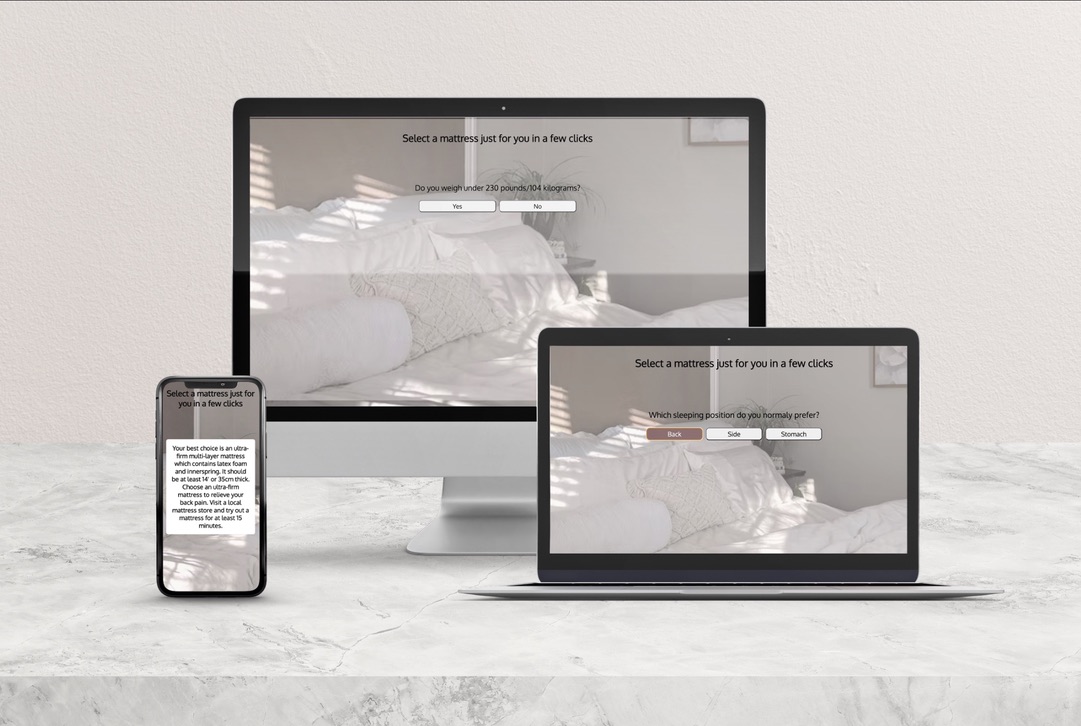 Select a mattress just for you in a few clicks
Do you weigh under 230 pounds/104 kilograms?
Yes
No
Select a mattress just for you in a few clicks
Which sleeping position do you normaly prefer?
Back
Side
Stomach
Select a mattress just for
you in a few clicks
Your best choice is an ultra-
firm multi-layer mattress
which contains latex foam
and innerspring. It should
be at least 14' or 35cm thick.
Choose an ultra-firm
mattress to relieve your
back pain. Visit a local
mattress store and try out a
mattress for at least 15
minutes.